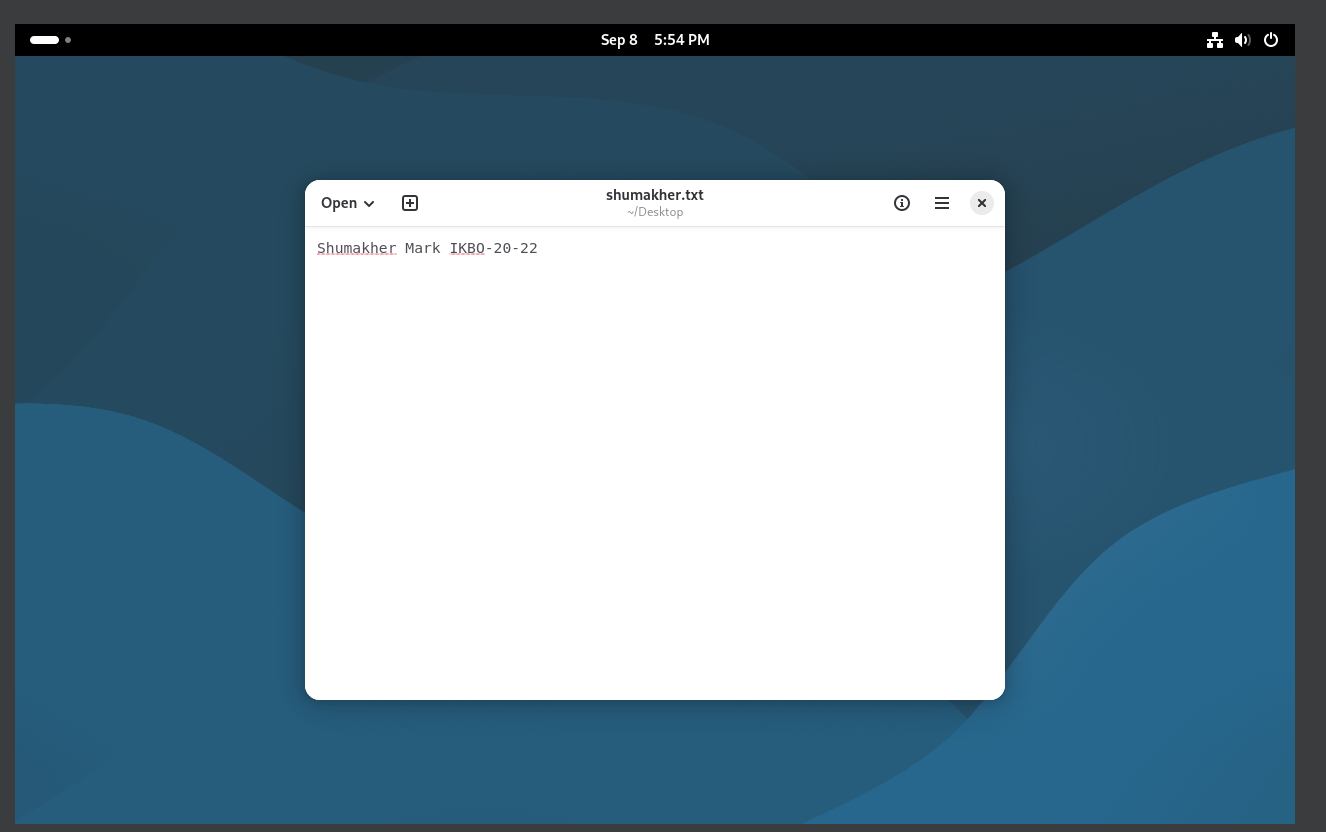 Sep 8 5:54 PM
Open
shumakher.txt
~/Desktop
Shumakher Mark IKBO-20-22